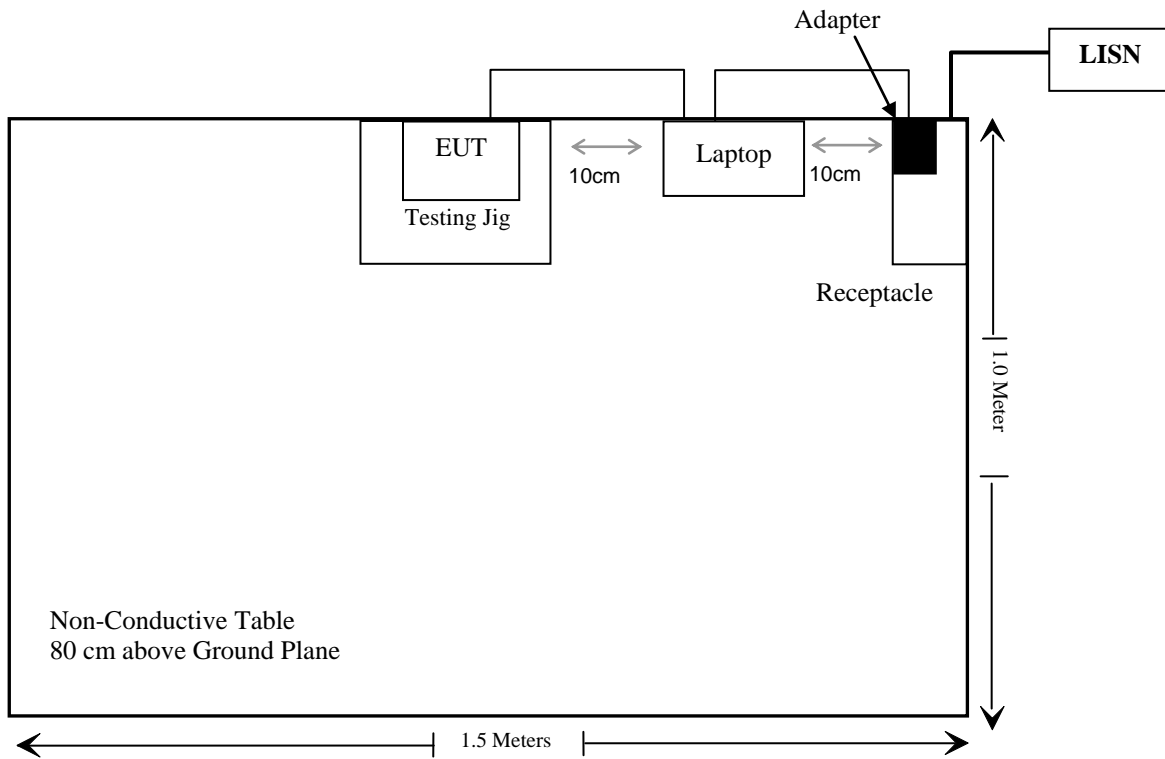 Adapter
LISN
EUT
Laptop
10cm
10cm
Testing Jig
Receptacle
1.0 Meter
Non-Conductive Table
80 cm above Ground Plane
1.5 Meters